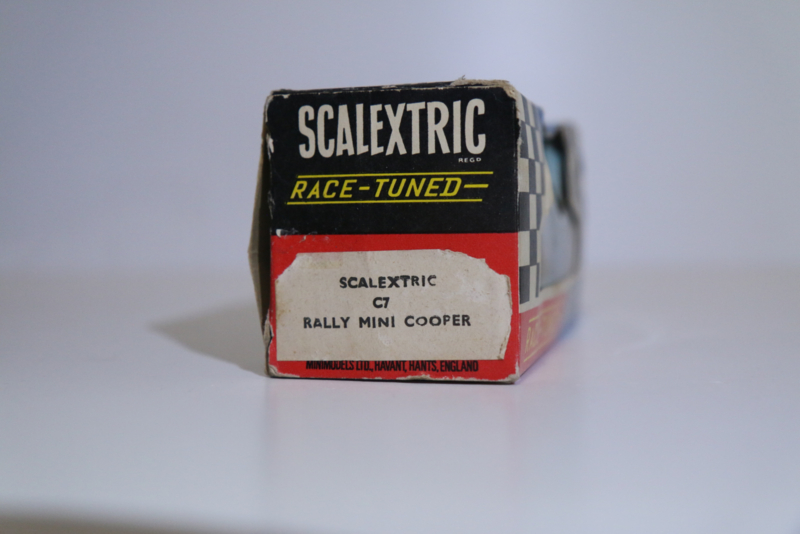 SCALEXTRIC
REGD
RACE-TUNED
SCALEXTRIC
C7
RALLY MINI COOPER
MINIMODELS LTD., HAVANT, HANTS, ENGLAND